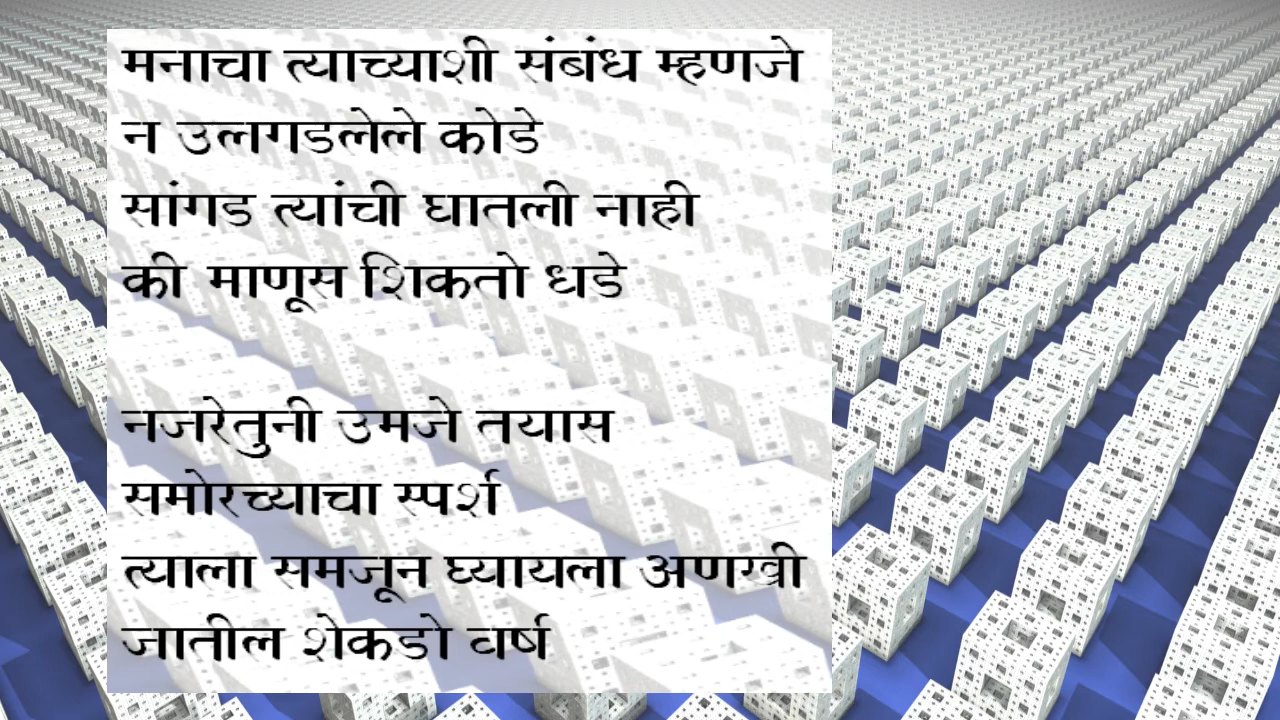 मनाचा त्याच्याशी संबंध म्हणजे
न उलगडलेले कोडे
सांगड त्यांची घातली नाही
की माणूस शिकतो धडे
नजरेतुनी उमजे तयास
समोरच्याचा स्पर्श
त्याला समजून घ्यायला अणखी
जातील शेकडो वर्ष